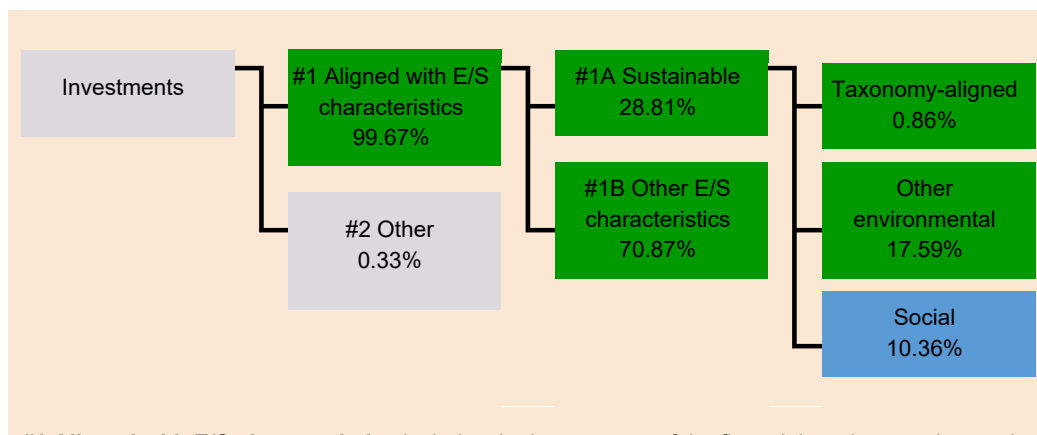 Investments
#1 Aligned with E/S
characteristics
99.67%
#2 Other
0.33%
#1A Sustainable
28.81%
#1B Other E/S
characteristics
70.87%
Taxonomy-aligned
0.86%
Other
environmental
17.59%
Social
10.36%